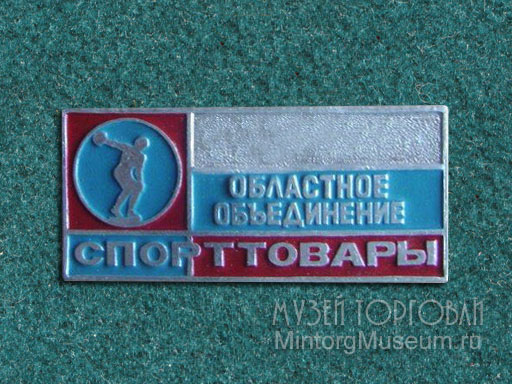 ОБЛАСТНОЕ
ОБЪЕДИНЕНИЕ
СПОРТТОВАРЫ
МУЗЕЙ ТОРГОВЛИ
MintorgMuseum.ru